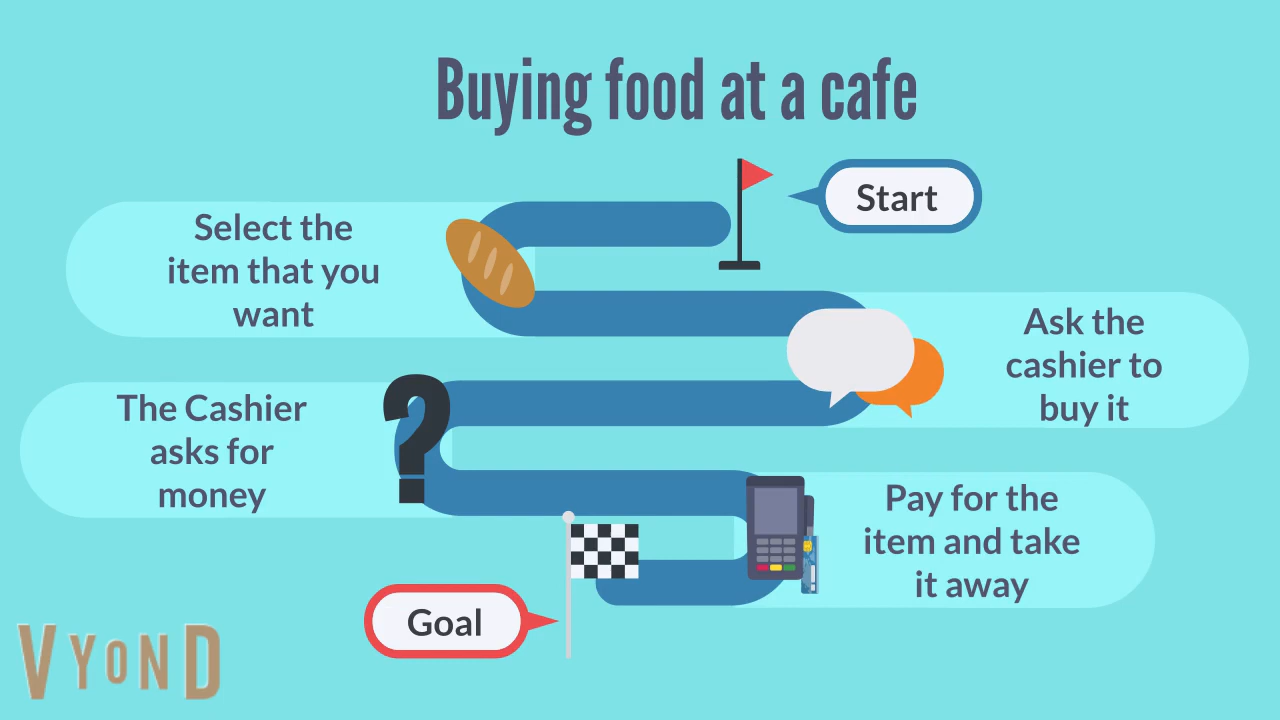 Buying food at a cafe
Start
Select the
item that you
want
Ask the
cashier to
buy it
The Cashier
asks for
money
Pay for the
item and take
it away
Goal
VYOND